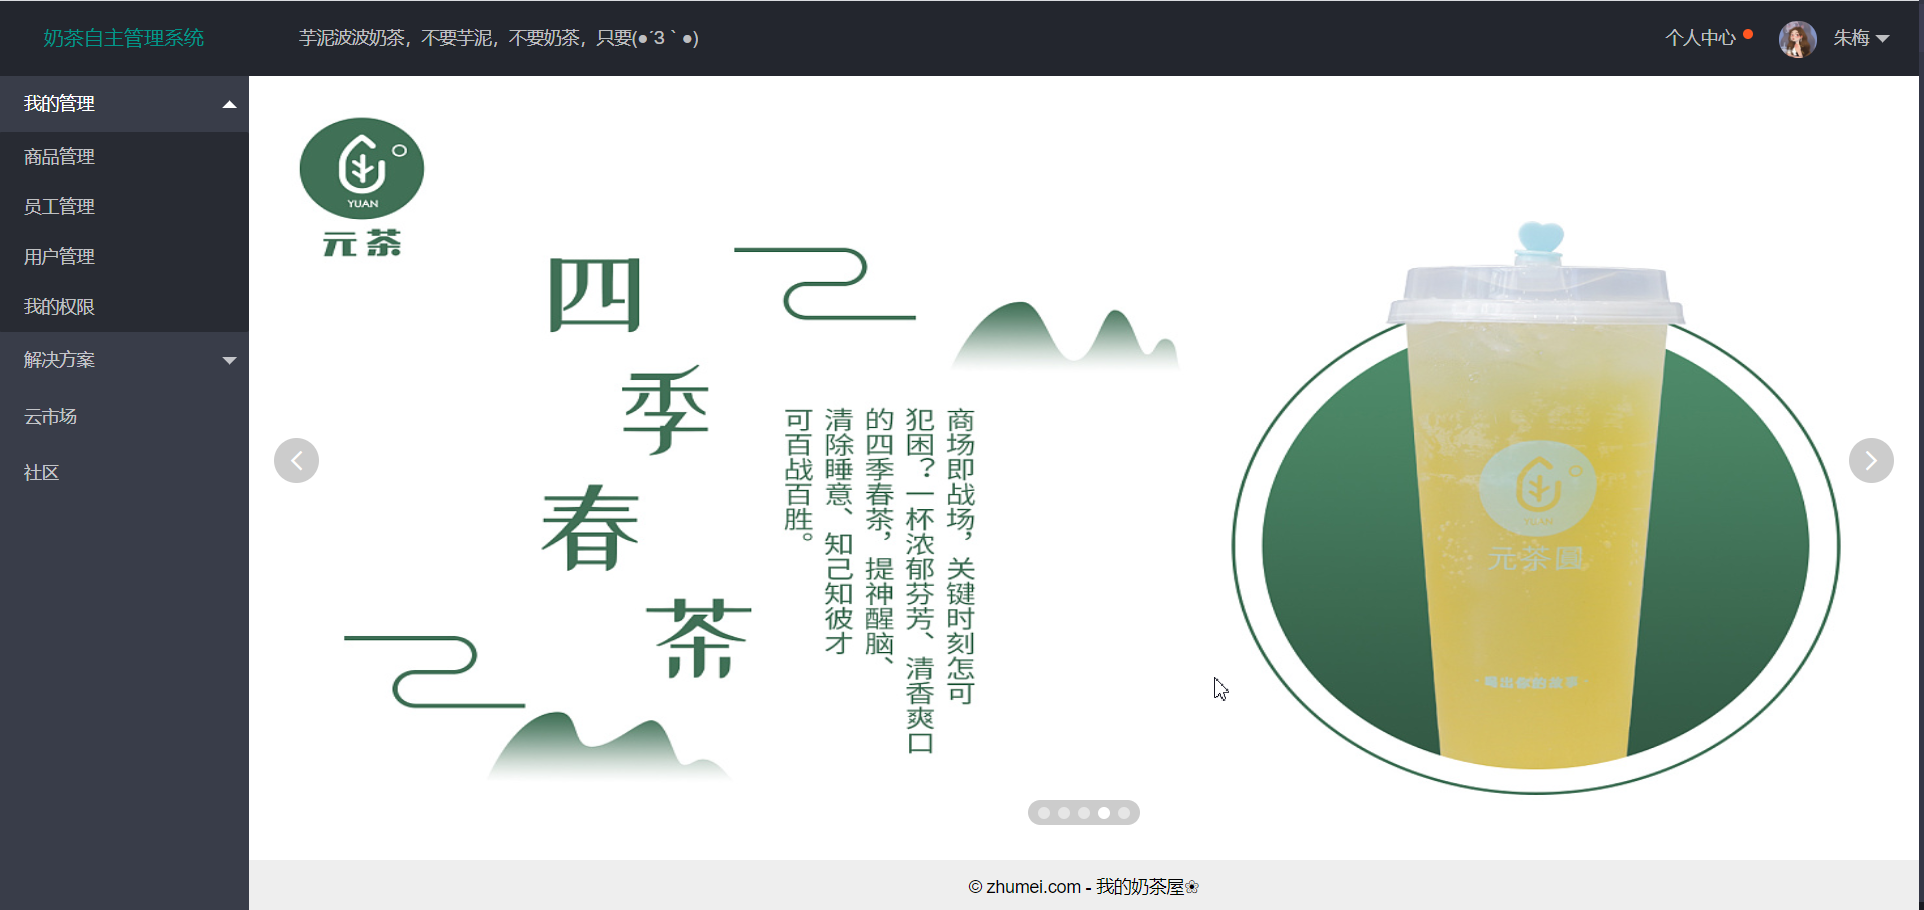 奶茶自主管理系统
芋泥波波奶茶，不要芋泥，不要奶茶，只要(●´3｀●)
个人中心
朱梅
我的管理
商品管理
员工管理
用户管理
我的权限
解决方案
云市场
社区
YUAN
元茶
四
季
春
茶
商场即战场，关键时刻怎可
犯困？一杯浓郁芬芳、清香爽口
的四季春茶，提神醒脑、
清除睡意、知己知彼才
可百战百胜。
YUAN
元茶圓
© zhumei.com - 我的奶茶屋❀